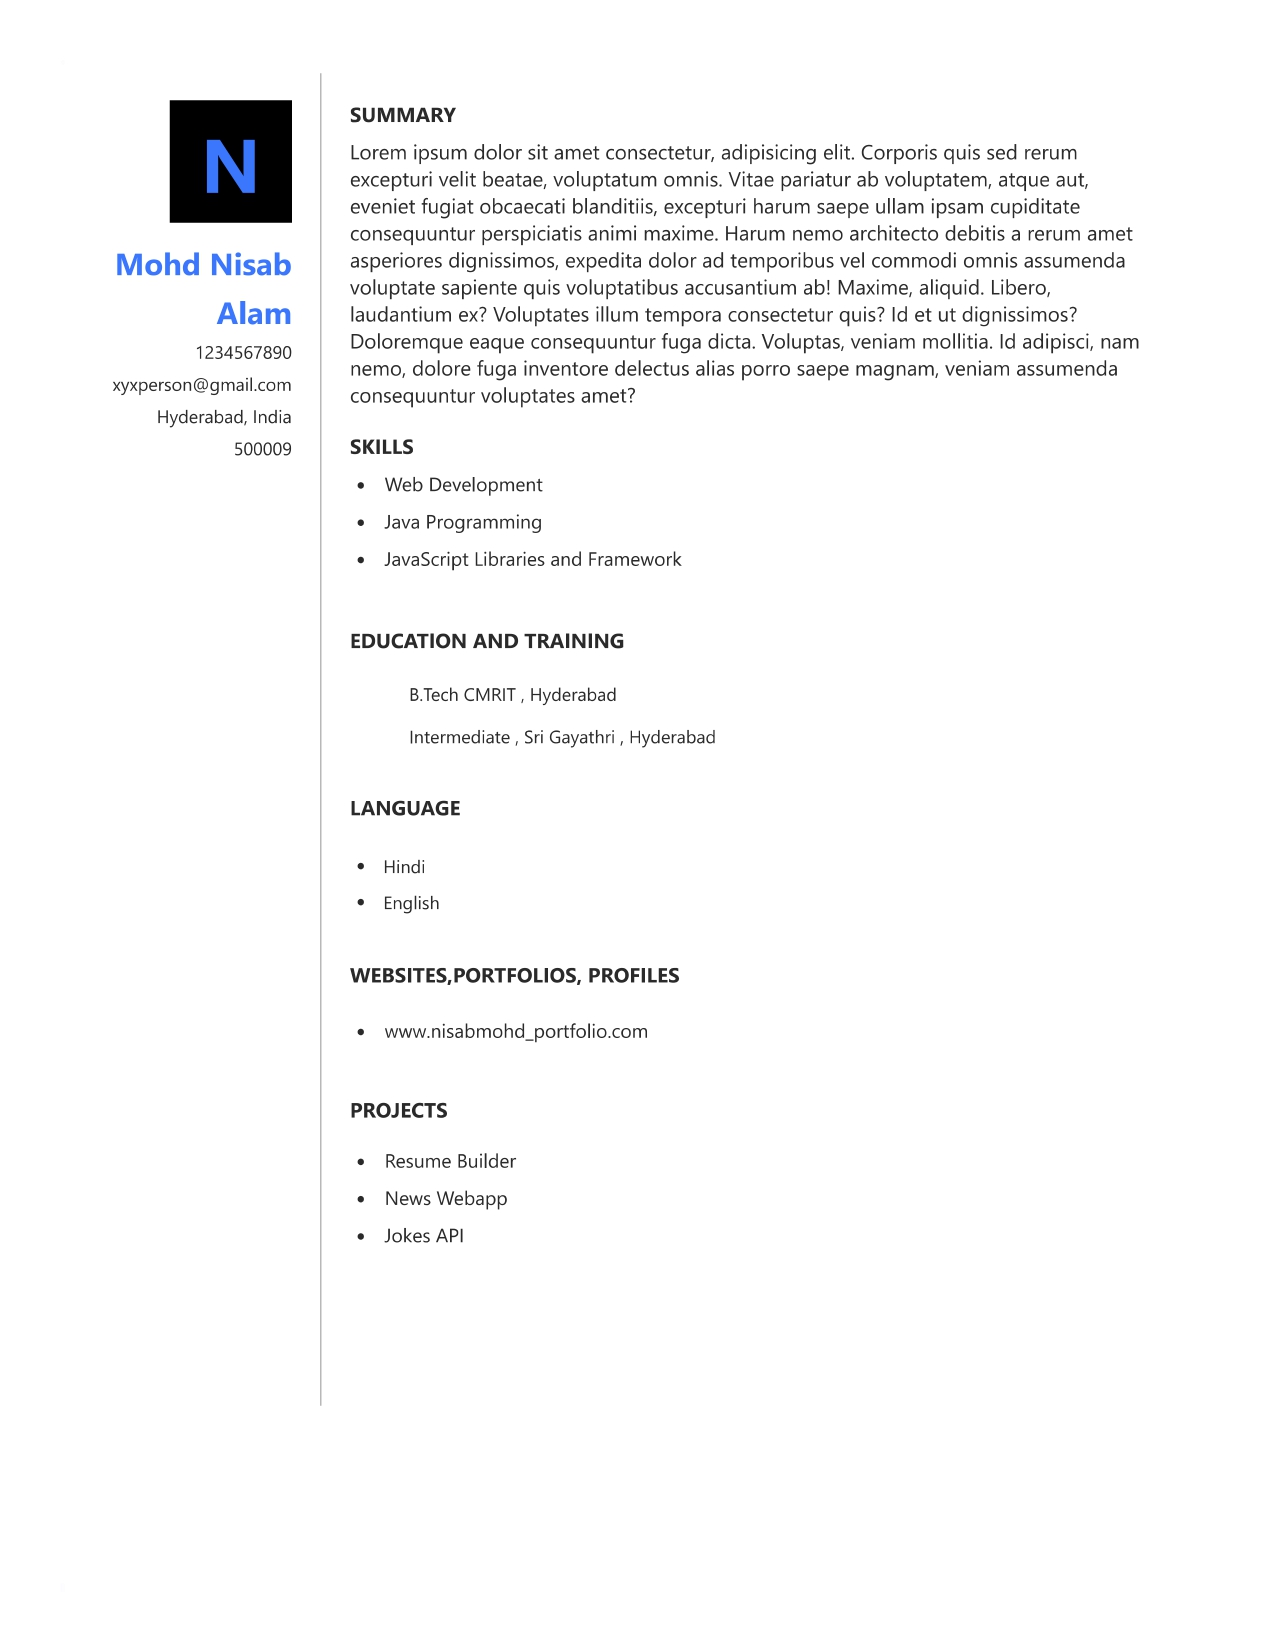 N
Mohd Nisab
Alam
1234567890
xyxperson@gmail.com
Hyderabad, India
500009
SUMMARY
Lorem ipsum dolor sit amet consectetur, adipisicing elit. Corporis quis sed rerum
excepturi velit beatae, voluptatum omnis. Vitae pariatur ab voluptatem, atque aut,
eveniet fugiat obcaecati blanditiis, excepturi harum saepe ullam ipsam cupiditate
consequuntur perspiciatis animi maxime. Harum nemo architecto debitis a rerum amet
asperiores dignissimos, expedita dolor ad temporibus vel commodi omnis assumenda
voluptate sapiente quis voluptatibus accusantium ab! Maxime, aliquid. Libero,
laudantium ex? Voluptates illum tempora consectetur quis? Id et ut dignissimos?
Doloremque eaque consequuntur fuga dicta. Voluptas, veniam mollitia. Id adipisci, nam
nemo, dolore fuga inventore delectus alias porro saepe magnam, veniam assumenda
consequuntur voluptates amet?
SKILLS
• Web Development
• Java Programming
• JavaScript Libraries and Framework
EDUCATION AND TRAINING
B.Tech CMRIT , Hyderabad
Intermediate , Sri Gayathri , Hyderabad
LANGUAGE
• Hindi
• English
WEBSITES,PORTFOLIOS, PROFILES
• www.nisabmohd_portfolio.com
PROJECTS
• Resume Builder
• News Webapp
• Jokes API